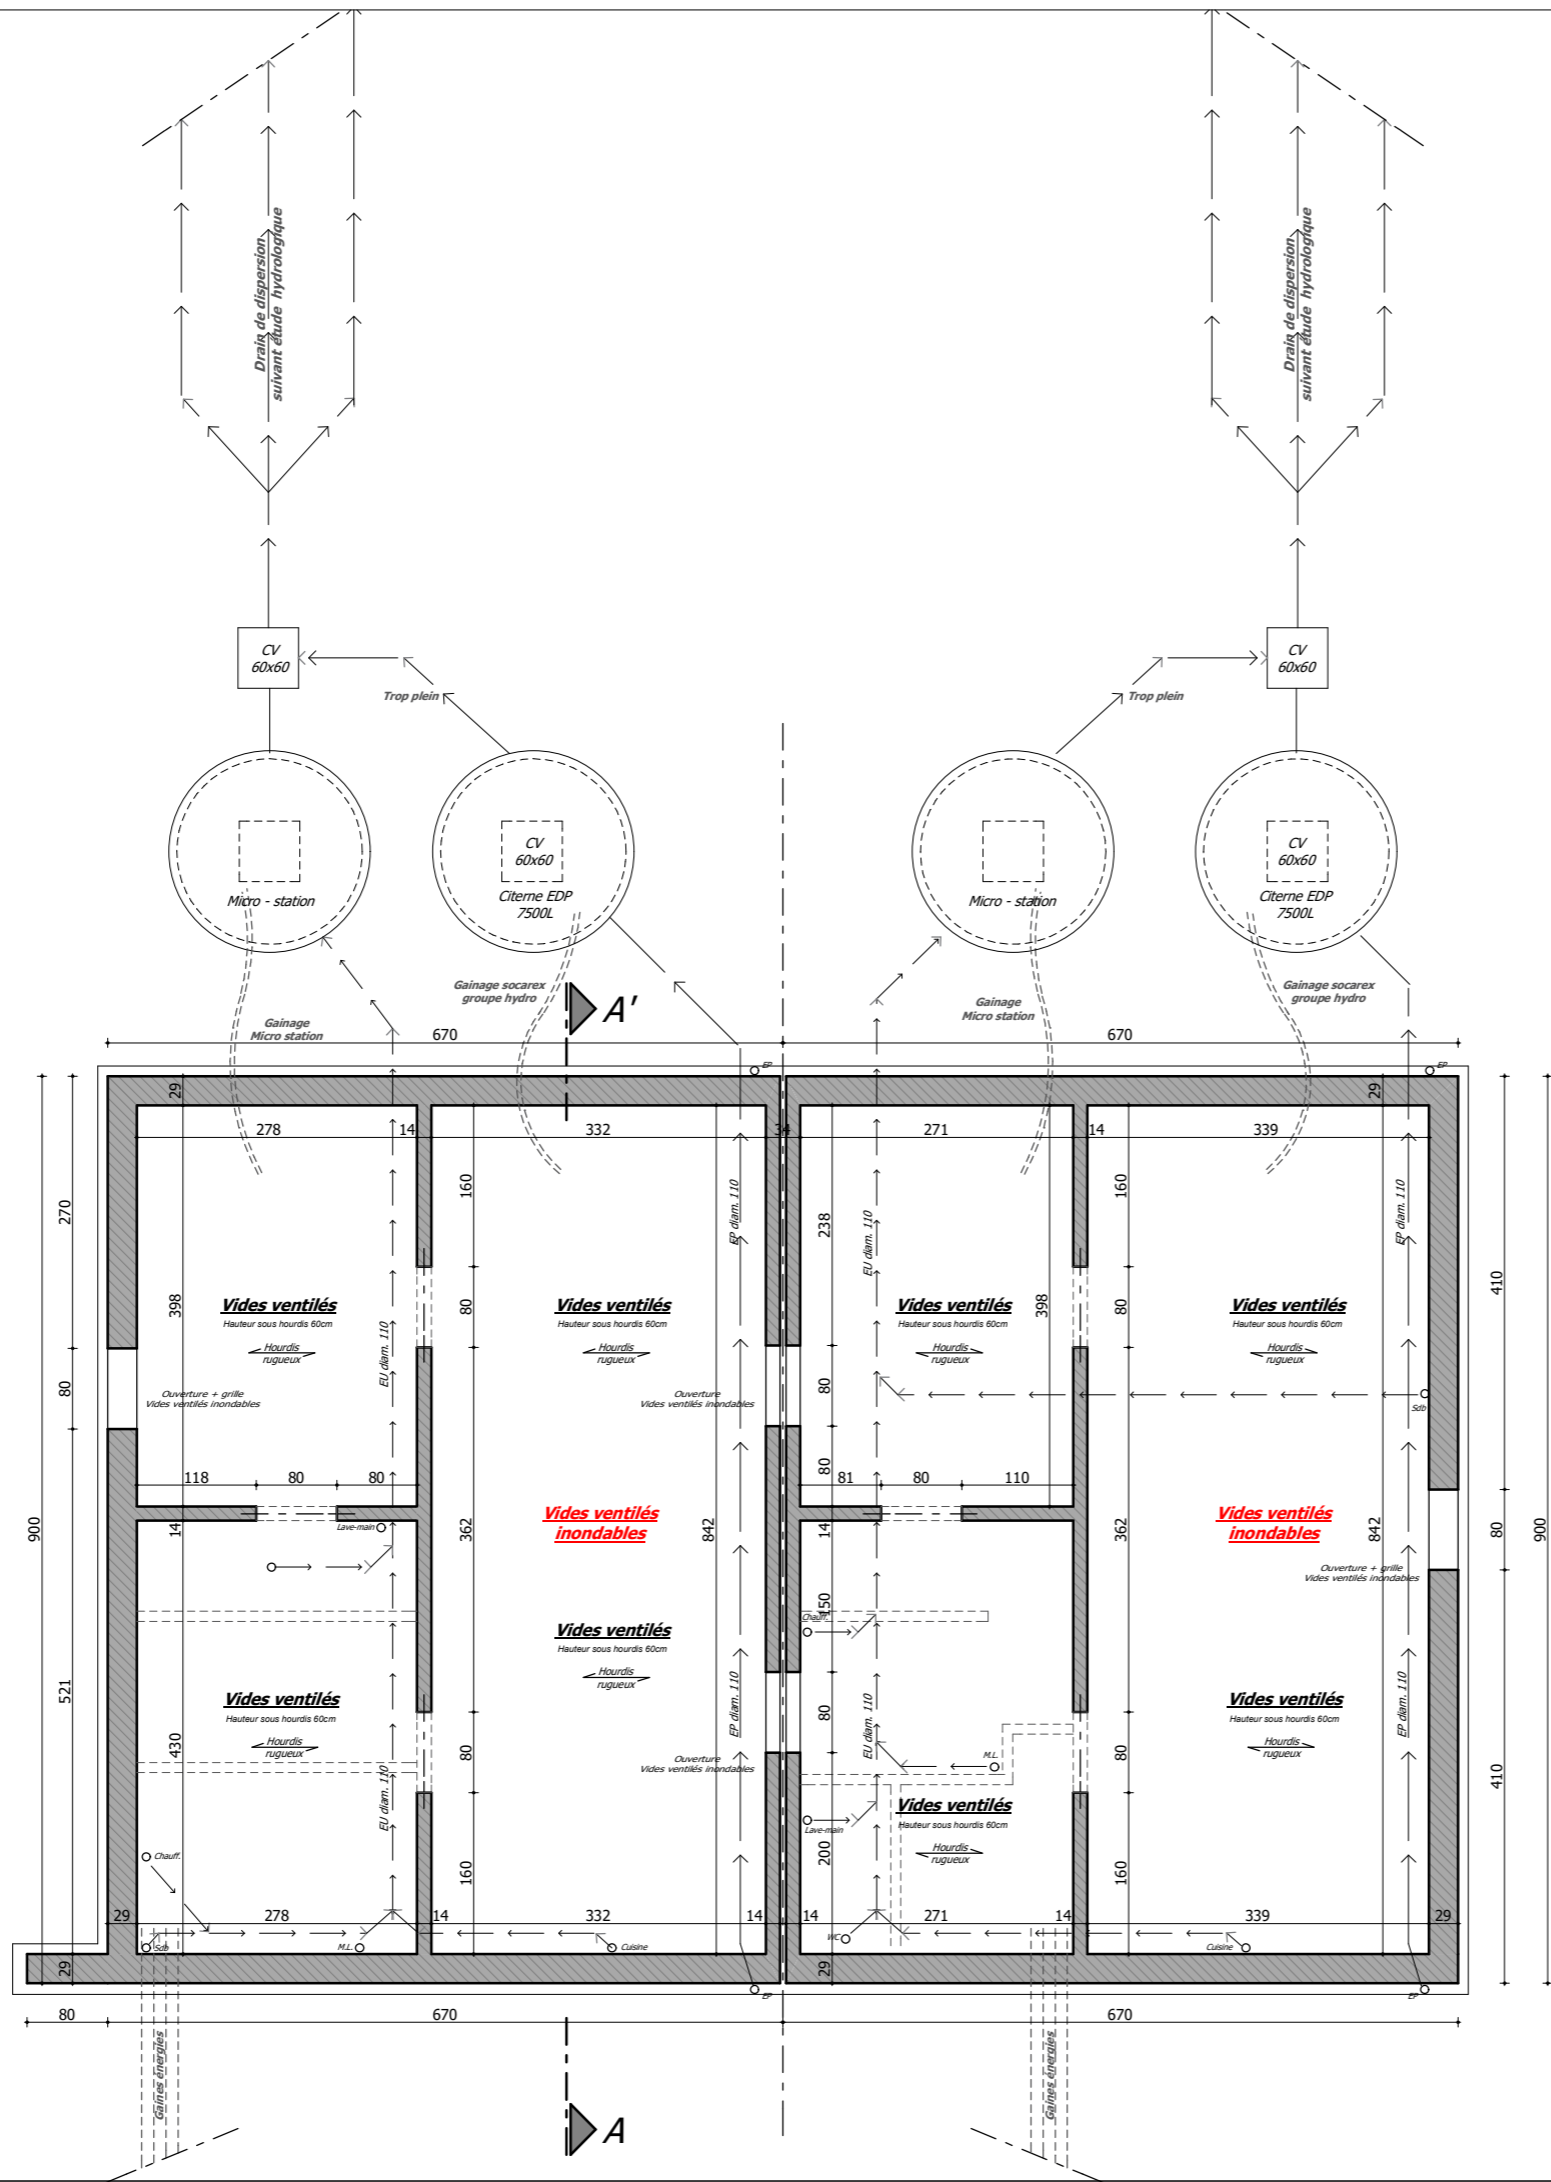 Drain de dispersion
suivant étude hydrologique
Drain de dispersion
suivant étude hydrologique
CV
60x60
Trop plein
Trop plein
CV
60x60
Micro - station
CV
60x60
Citerne EDP
7500L
Micro - station
CV
60x60
Citerne EDP
7500L
Gainage
Micro station
Gainage socarex
groupe hydro
A'
Gainage
Micro station
Gainage socarex
groupe hydro
670
670
EP
EP
29
29
278
14
332
34
271
14
339
270
398
160
EP diam. 110
238
EU diam. 110
398
160
EP diam. 110
410
Vides ventilés
Hauteur sous hourdis 60cm
Hourdis
rugueux
Vides ventilés
Hauteur sous hourdis 60cm
Hourdis
rugueux
Vides ventilés
Hauteur sous hourdis 60cm
Hourdis
rugueux
Vides ventilés
Hauteur sous hourdis 60cm
Hourdis
rugueux
80
80
EU diam. 110
80
80
80
Ouverture + grille
Vides ventilés inondables
Ouverture
Vides ventilés inondables
Sdb
118
80
80
81
80
110
900
14
362
842
14
362
842
80
900
Vides ventilés
inondables
Vides ventilés
inondables
Lave-main
Ouverture + grille
Vides ventilés inondables
150
Chauff.
521
Vides ventilés
Hauteur sous hourdis 60cm
Hourdis
rugueux
Vides ventilés
Hauteur sous hourdis 60cm
Hourdis
rugueux
Vides ventilés
Hauteur sous hourdis 60cm
Hourdis
rugueux
430
80
EP diam. 110
80
EU diam. 110
80
EP diam. 110
410
Ouverture
Vides ventilés inondables
M.L.
EU diam. 110
Vides ventilés
Hauteur sous hourdis 60cm
Hourdis
rugueux
Lave-main
200
Chauff.
160
160
29
278
14
332
14
14
271
14
339
29
Sdb
M.L.
Cuisine
WC
Cuisine
29
29
EP
EP
80
670
670
Gaines énergies
Gaines énergies
A